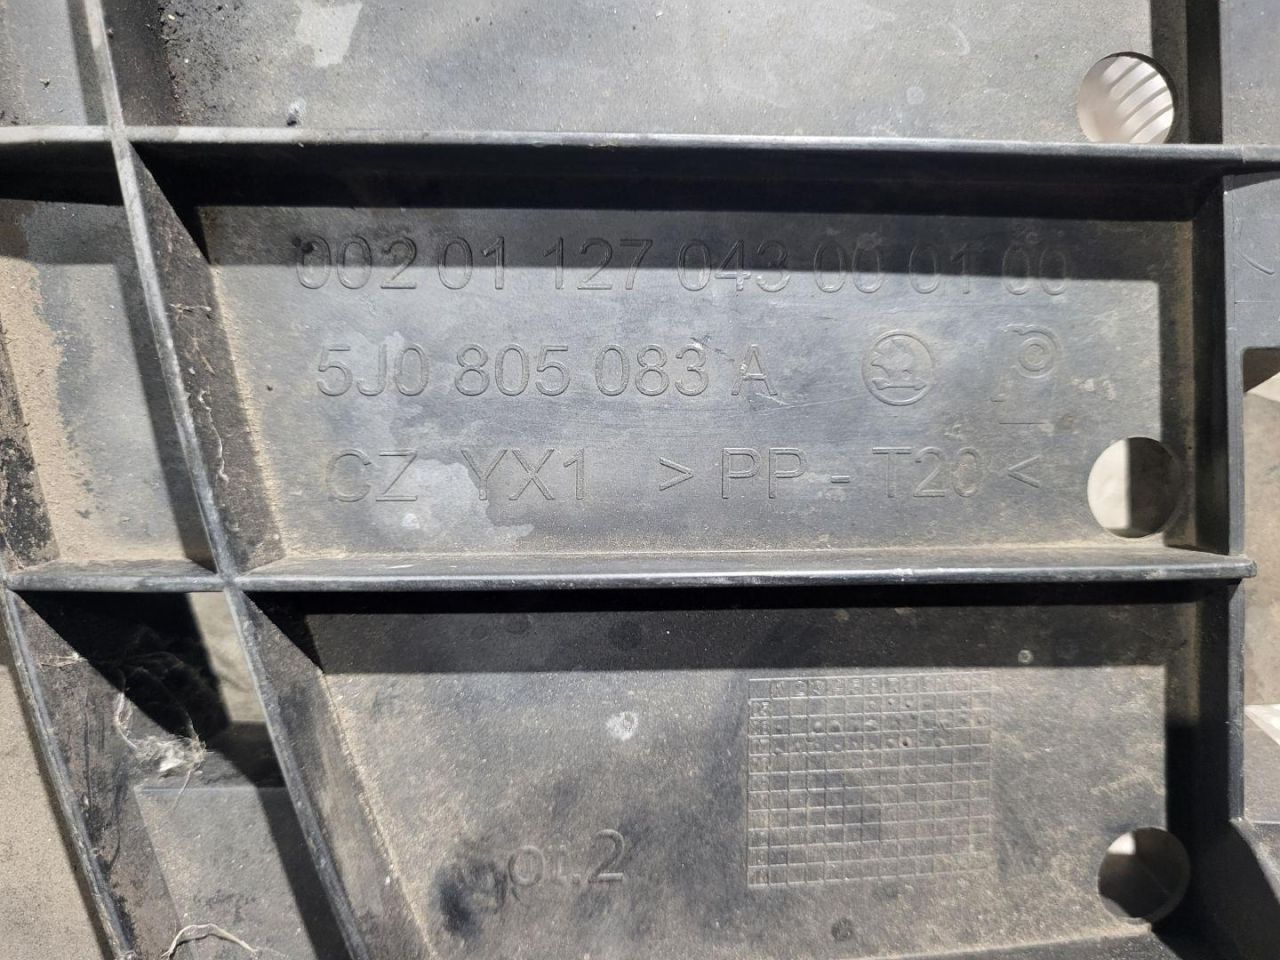 002 01 127 043 00 01 00
5J0 805 083 A
CZ YX1 > PP - T20 <